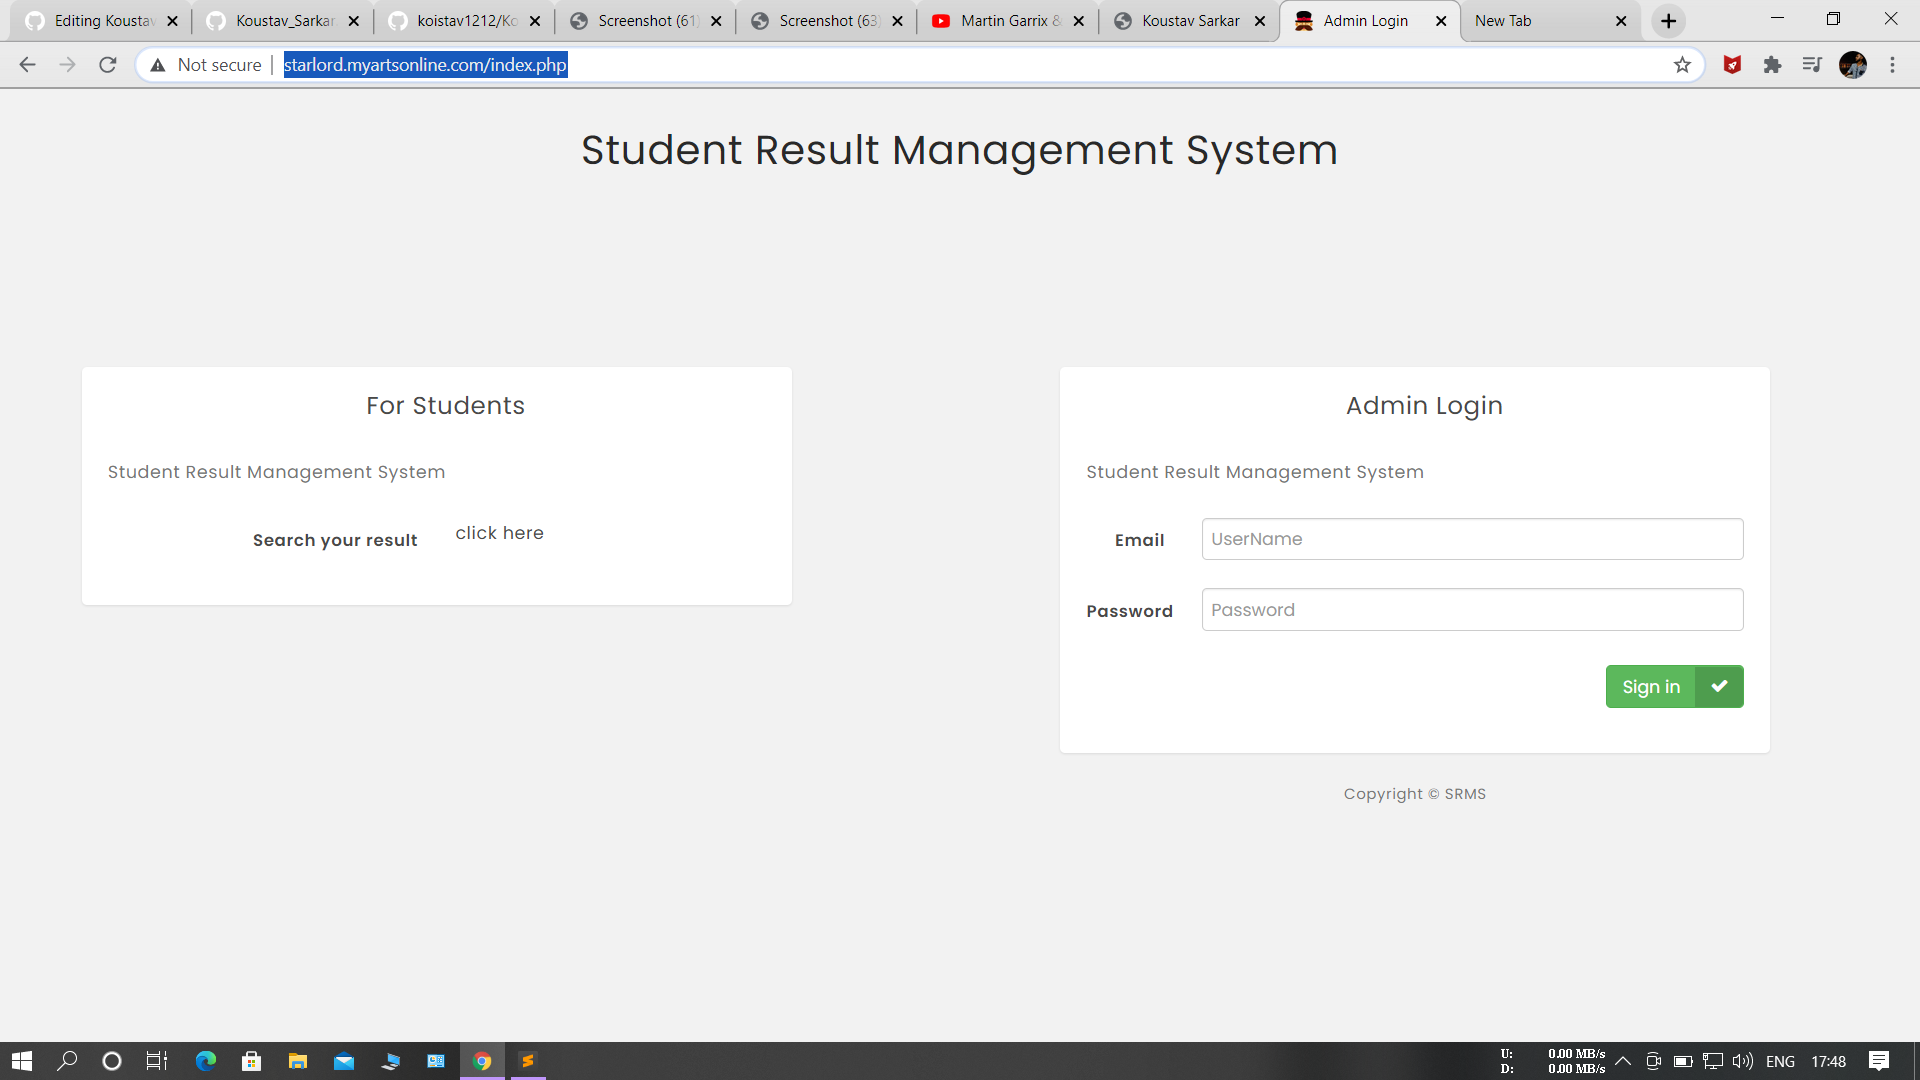 Editing Koustav
Koustav_Sarkar
koistav1212/Ko
Screenshot (61)
Screenshot (63)
Martin Garrix &
Koustav Sarkar
Admin Login
New Tab
Not secure
starlord.myartsonline.com/index.php
Student Result Management System
For Students
Student Result Management System
Search your result
click here
Admin Login
Student Result Management System
Email
UserName
Password
Password
Sign in
Copyright © SRMS
U: 0.00 MB/s
D: 0.00 MB/s
ENG
17:48